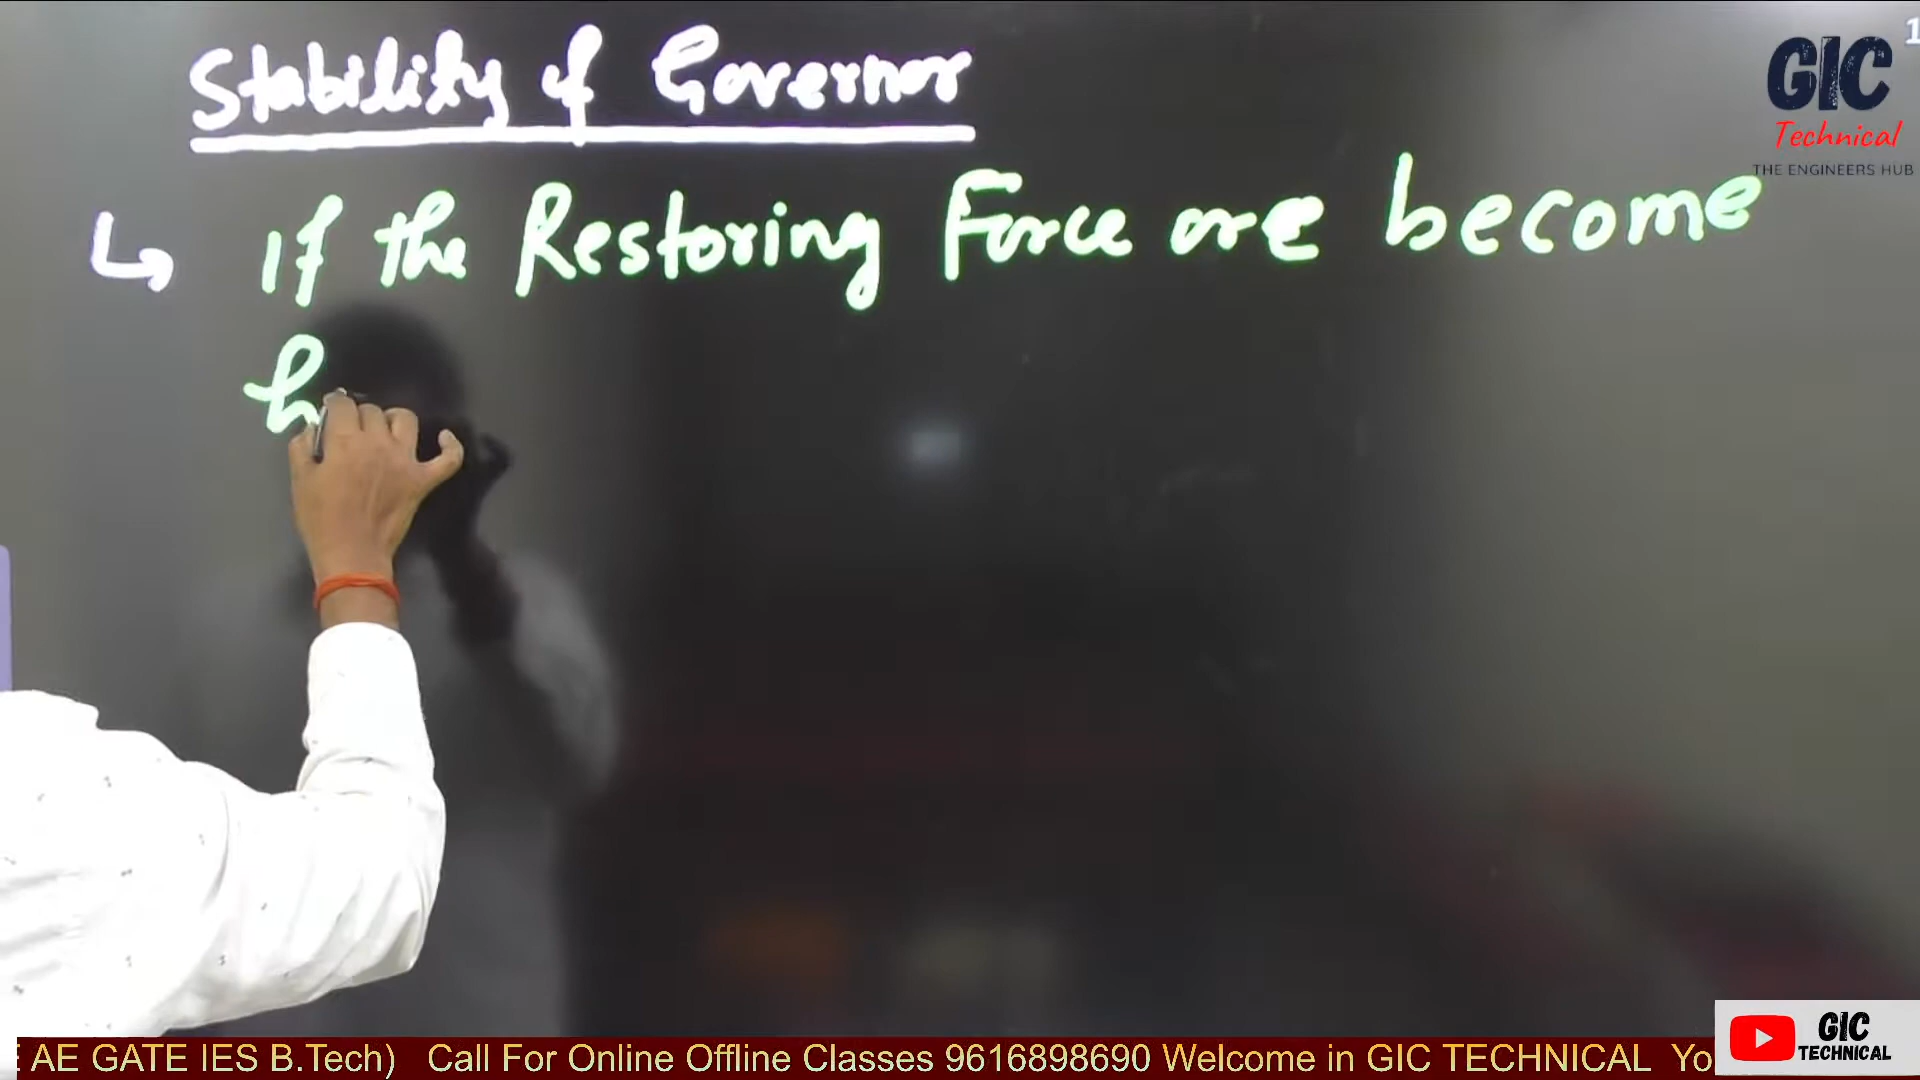 Stability of Governor
1
GIC
Technical
THE ENGINEERS HUB
↳ If the Restoring Force are become
h
AE GATE IES B.Tech) Call For Online Offline Classes 9616898690 Welcome in GIC TECHNICAL Yo
GIC
TECHNICAL